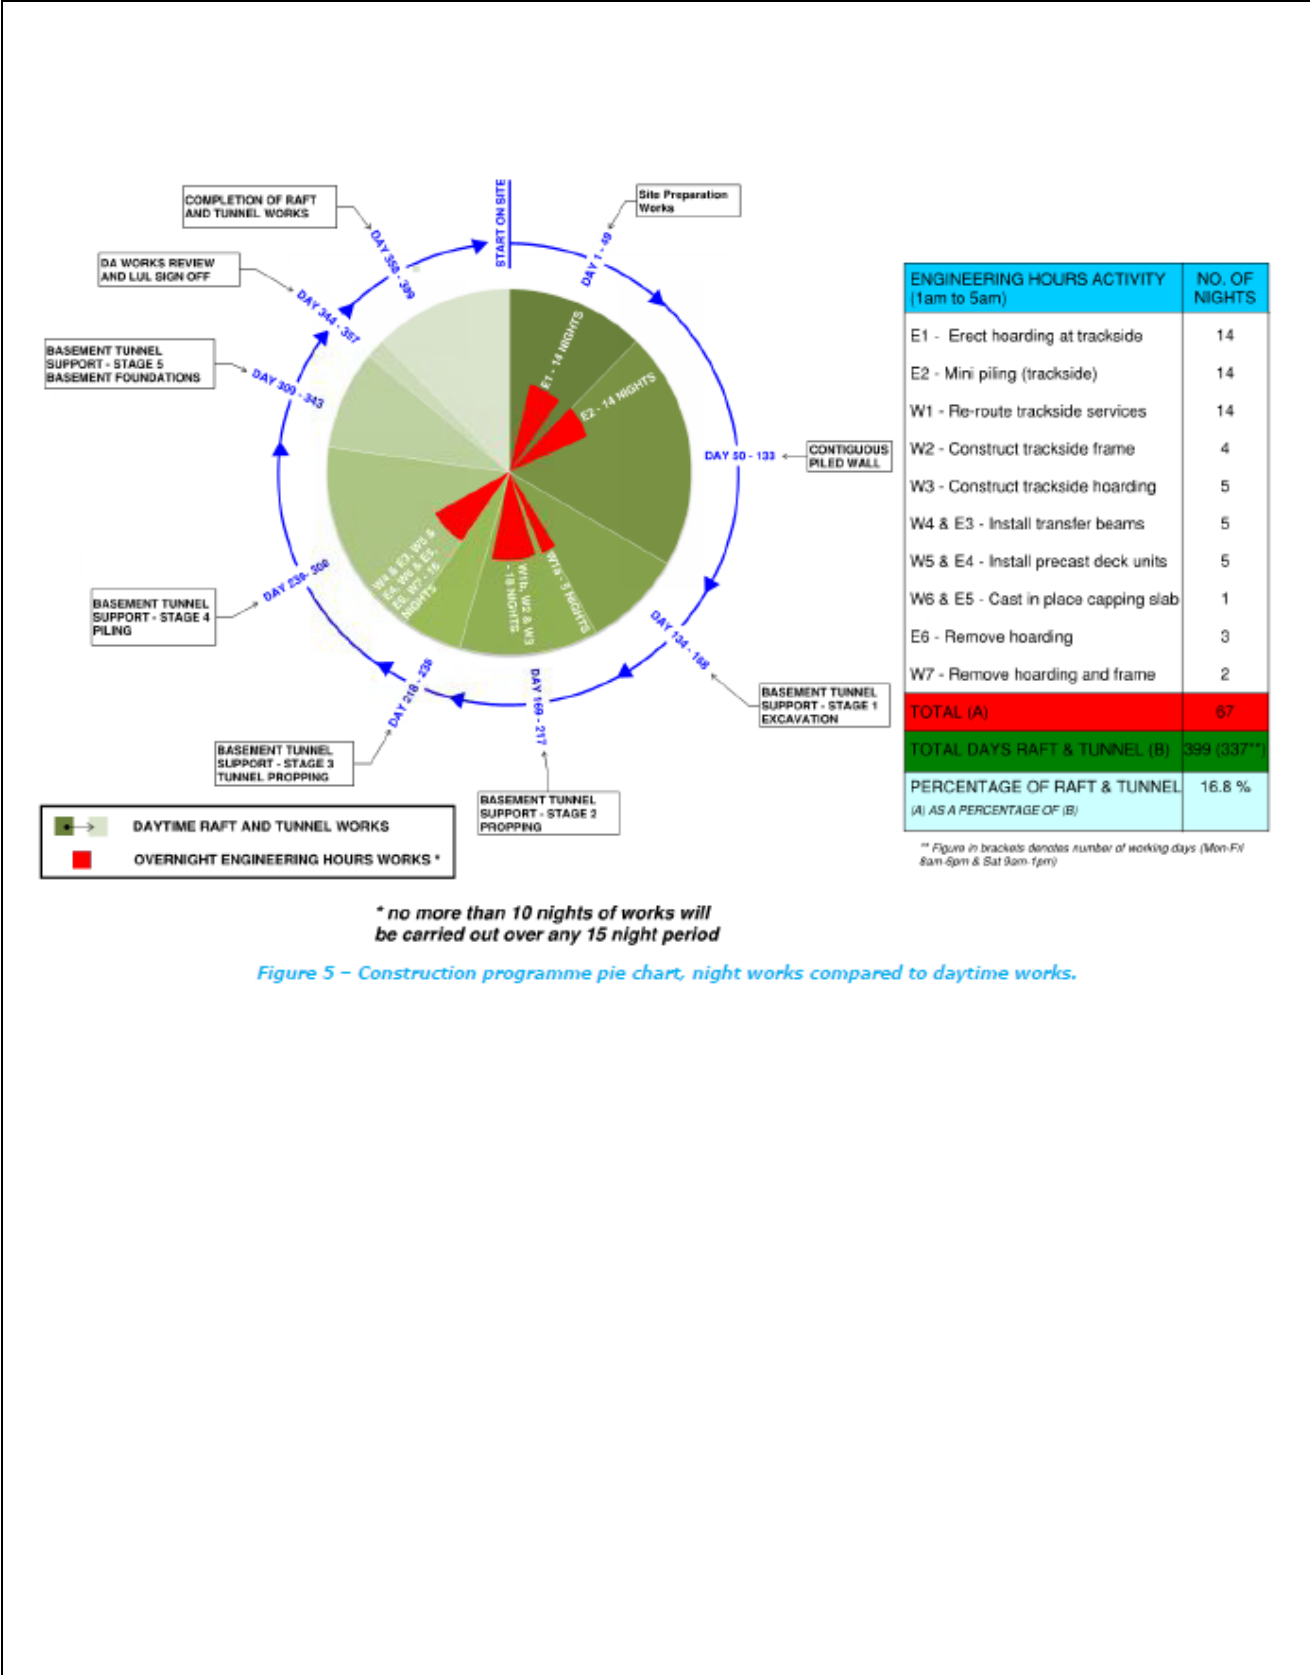 START ON SITE
Site Preparation
Works
DAY 1 - 49
COMPLETION OF RAFT
AND TUNNEL WORKS
DAY 358 - 399
DA WORKS REVIEW
AND LUL SIGN OFF
DAY 344 - 357
BASEMENT TUNNEL
SUPPORT - STAGE 5
BASEMENT FOUNDATIONS
DAY 309 - 343
E1 - 14 NIGHTS
E2 - 14 NIGHTS
DAY 50 - 133
CONTIGUOUS
PILED WALL
W4 & E3, W5 &
E4, W6 & E5,
E6, W7 - 16
NIGHTS
W1b, W2 & W3
- 18 NIGHTS
W1a - 5 NIGHTS
BASEMENT TUNNEL
SUPPORT - STAGE 4
PILING
DAY 134 - 168
BASEMENT TUNNEL
SUPPORT - STAGE 1
EXCAVATION
DAY 169 - 217
BASEMENT TUNNEL
SUPPORT - STAGE 3
TUNNEL PROPPING
BASEMENT TUNNEL
SUPPORT - STAGE 2
PROPPING
DAYTIME RAFT AND TUNNEL WORKS
OVERNIGHT ENGINEERING HOURS WORKS *
* no more than 10 nights of works will
be carried out over any 15 night period
ENGINEERING HOURS ACTIVITY NO. OF
(1am to 5am) NIGHTS
E1 - Erect hoarding at trackside 14
E2 - Mini piling (trackside) 14
W1 - Re-route trackside services 14
W2 - Construct trackside frame 4
W3 - Construct trackside hoarding 5
W4 & E3 - Install transfer beams 5
W5 & E4 - Install precast deck units 5
W6 & E5 - Cast in place capping slab 1
E6 - Remove hoarding 3
W7 - Remove hoarding and frame 2
TOTAL (A) 67
TOTAL DAYS RAFT & TUNNEL (B) 399 (337**)
PERCENTAGE OF RAFT & TUNNEL 16.8 %
(A) AS A PERCENTAGE OF (B)
** Figure in brackets denotes number of working days (Mon-Fri
8am-6pm & Sat 9am-1pm)
Figure 5 – Construction programme pie chart, night works compared to daytime works.